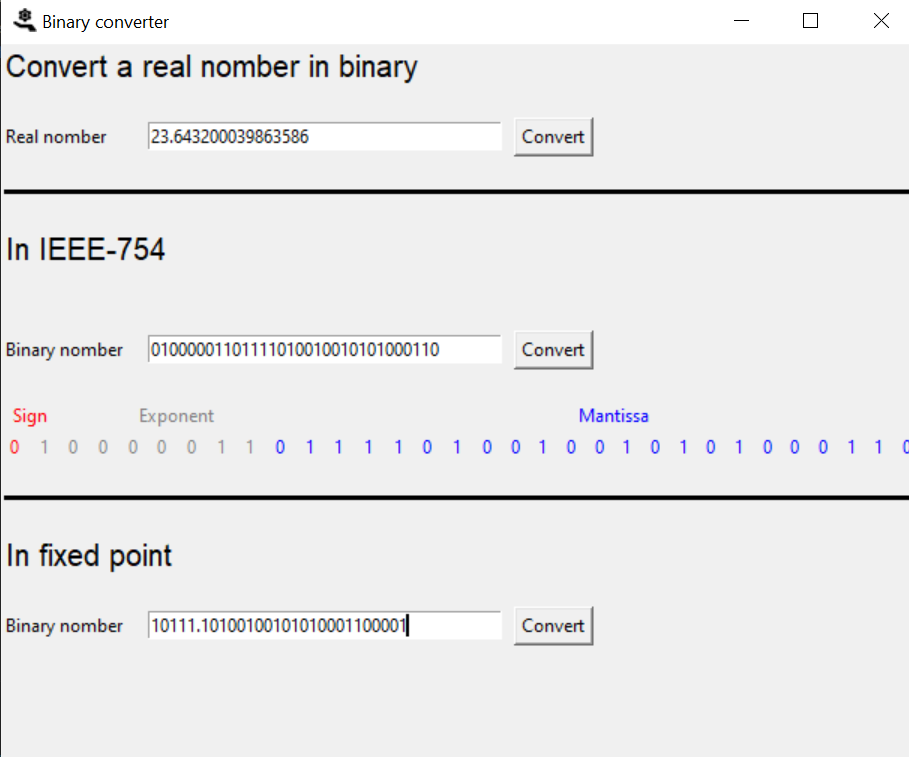 Binary converter
Convert a real nomber in binary
Real nomber 23.643200039863586 Convert
In IEEE-754
Binary nomber 01000001101111010010010101000110 Convert
Sign Exponent Mantissa
0 1 0 0 0 0 0 1 1 0 1 1 1 1 0 1 0 0 1 0 0 1 0 1 0 1 0 0 0 1 1 0
In fixed point
Binary nomber 10111.10100100101010001100001 Convert